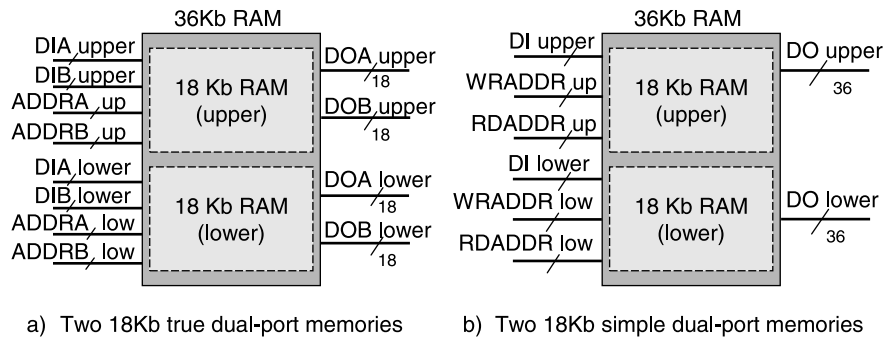 36Kb RAM
DIA upper
DIB upper
ADDRA up
ADDRB up
DIA lower
DIB lower
ADDRA low
ADDRB low
18 Kb RAM
(upper)
18 Kb RAM
(lower)
DOA upper
18
DOB upper
18
DOA lower
18
DOB lower
18
a) Two 18Kb true dual-port memories
36Kb RAM
DI upper
WRADDR up
RDADDR up
DI lower
WRADDR low
RDADDR low
18 Kb RAM
(upper)
18 Kb RAM
(lower)
DO upper
36
DO lower
36
b) Two 18Kb simple dual-port memories